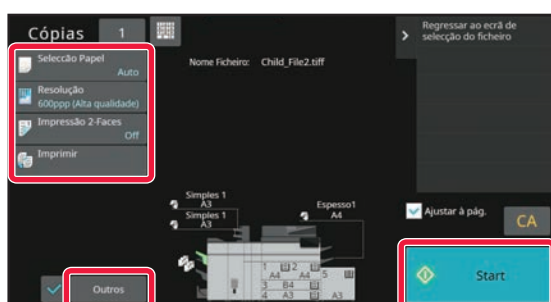 Cópias 1
Selecção Papel
Auto
Resolução
600ppp (Alta qualidade)
Impressão 2-Faces
Off
Imprimir
Nome Ficheiro: Child_File2.tiff
Regressar ao ecrã de
selecção do ficheiro
Simples 1
A3
Simples 1
A3
Espesso1
A4
1 2
A4 A4 5
3 B4
4 A3 A3
Ajustar à pág.
CA
Outros
Start